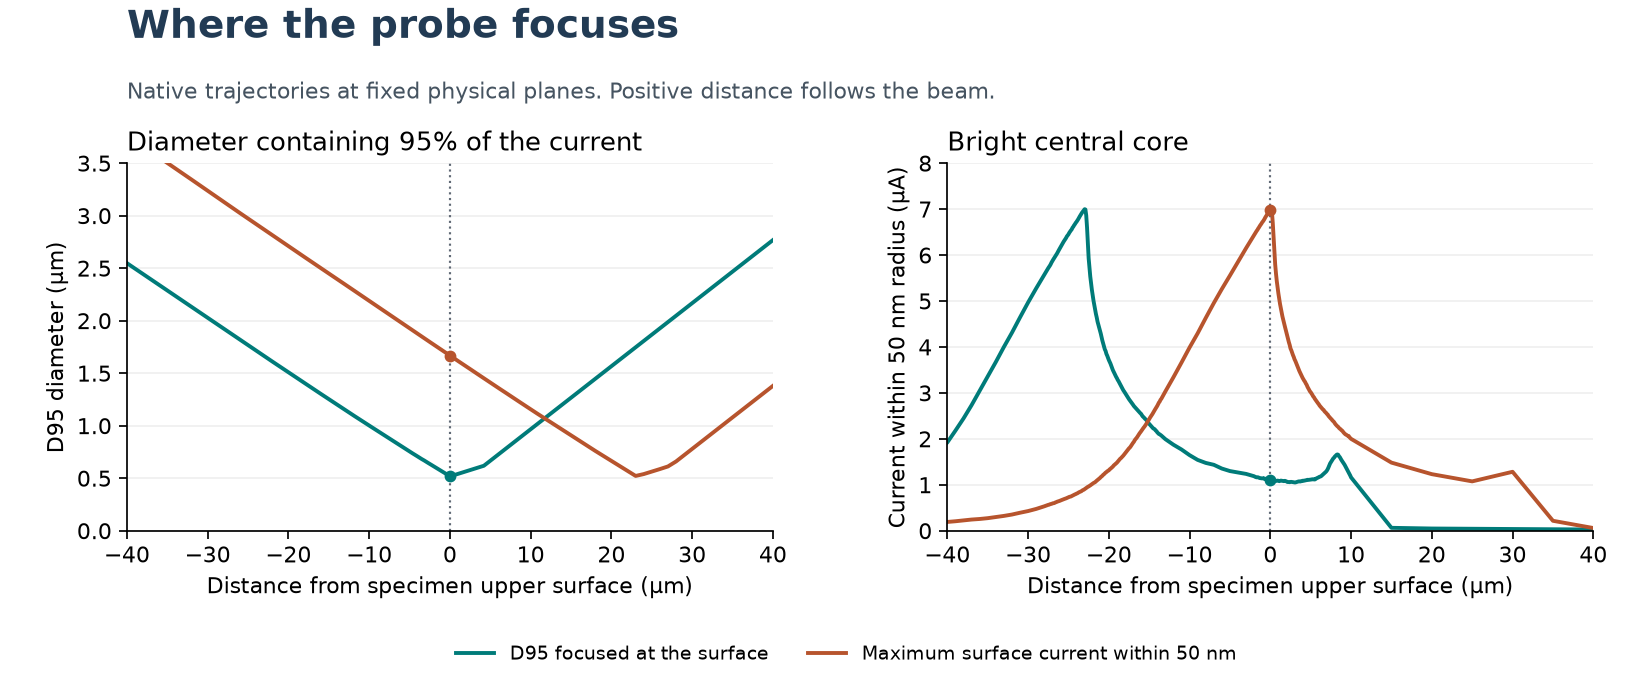 Where the probe focuses
Native trajectories at fixed physical planes. Positive distance follows the beam.
Diameter containing 95% of the current
D95 diameter (µm)
3.5
3.0
2.5
2.0
1.5
1.0
0.5
0.0
−40 −30 −20 −10 0 10 20 30 40
Distance from specimen upper surface (µm)
Bright central core
Current within 50 nm radius (µA)
8
7
6
5
4
3
2
1
0
−40 −30 −20 −10 0 10 20 30 40
Distance from specimen upper surface (µm)
D95 focused at the surface
Maximum surface current within 50 nm